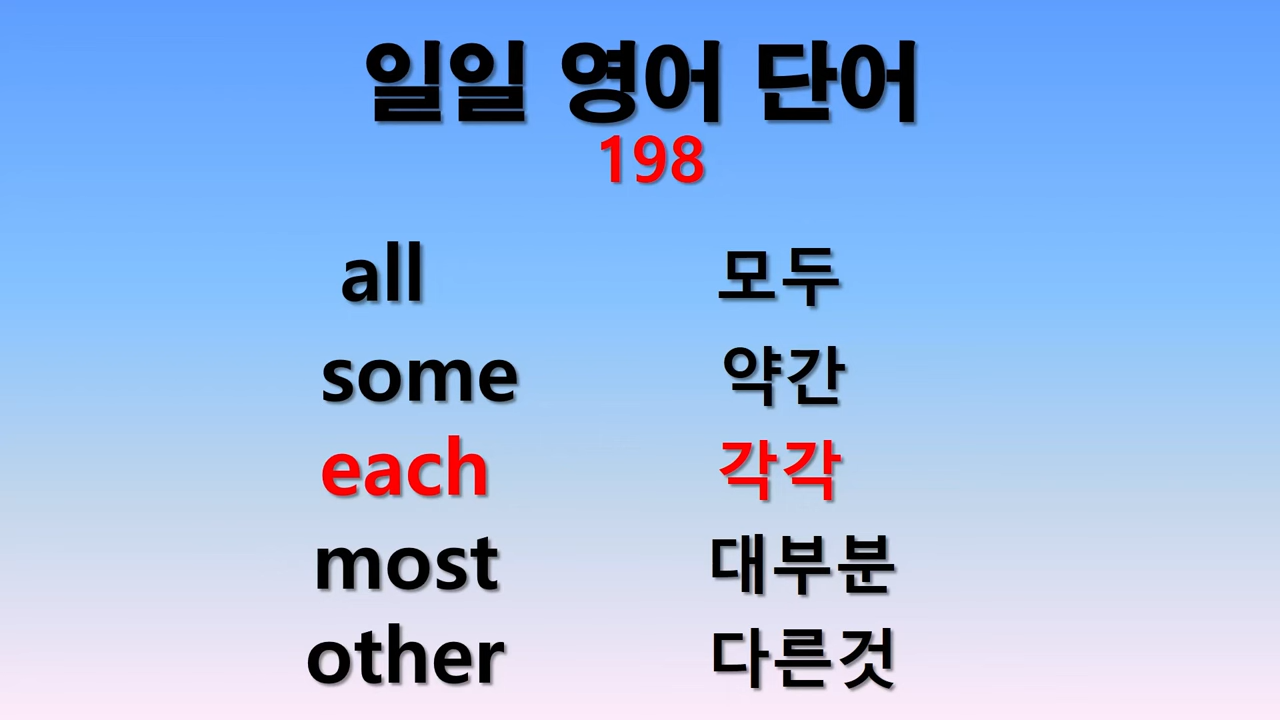 일일 영어 단어
198
all 모두
some 약간
each 각각
most 대부분
other 다른것